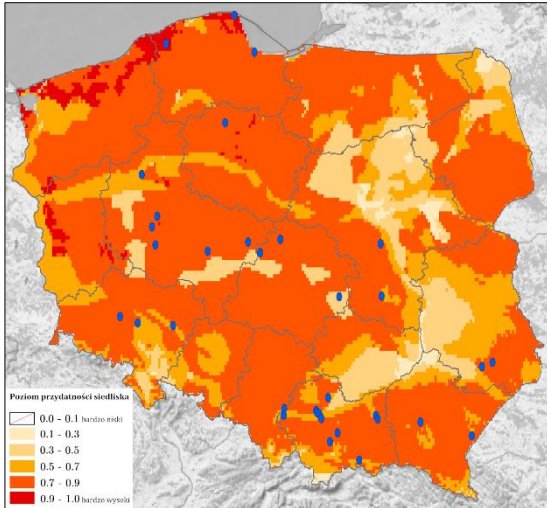 Poziom przydatności siedliska
0.0 - 0.1 bardzo niski
0.1 - 0.3
0.3 - 0.5
0.5 - 0.7
0.7 - 0.9
0.9 - 1.0 bardzo wysoki